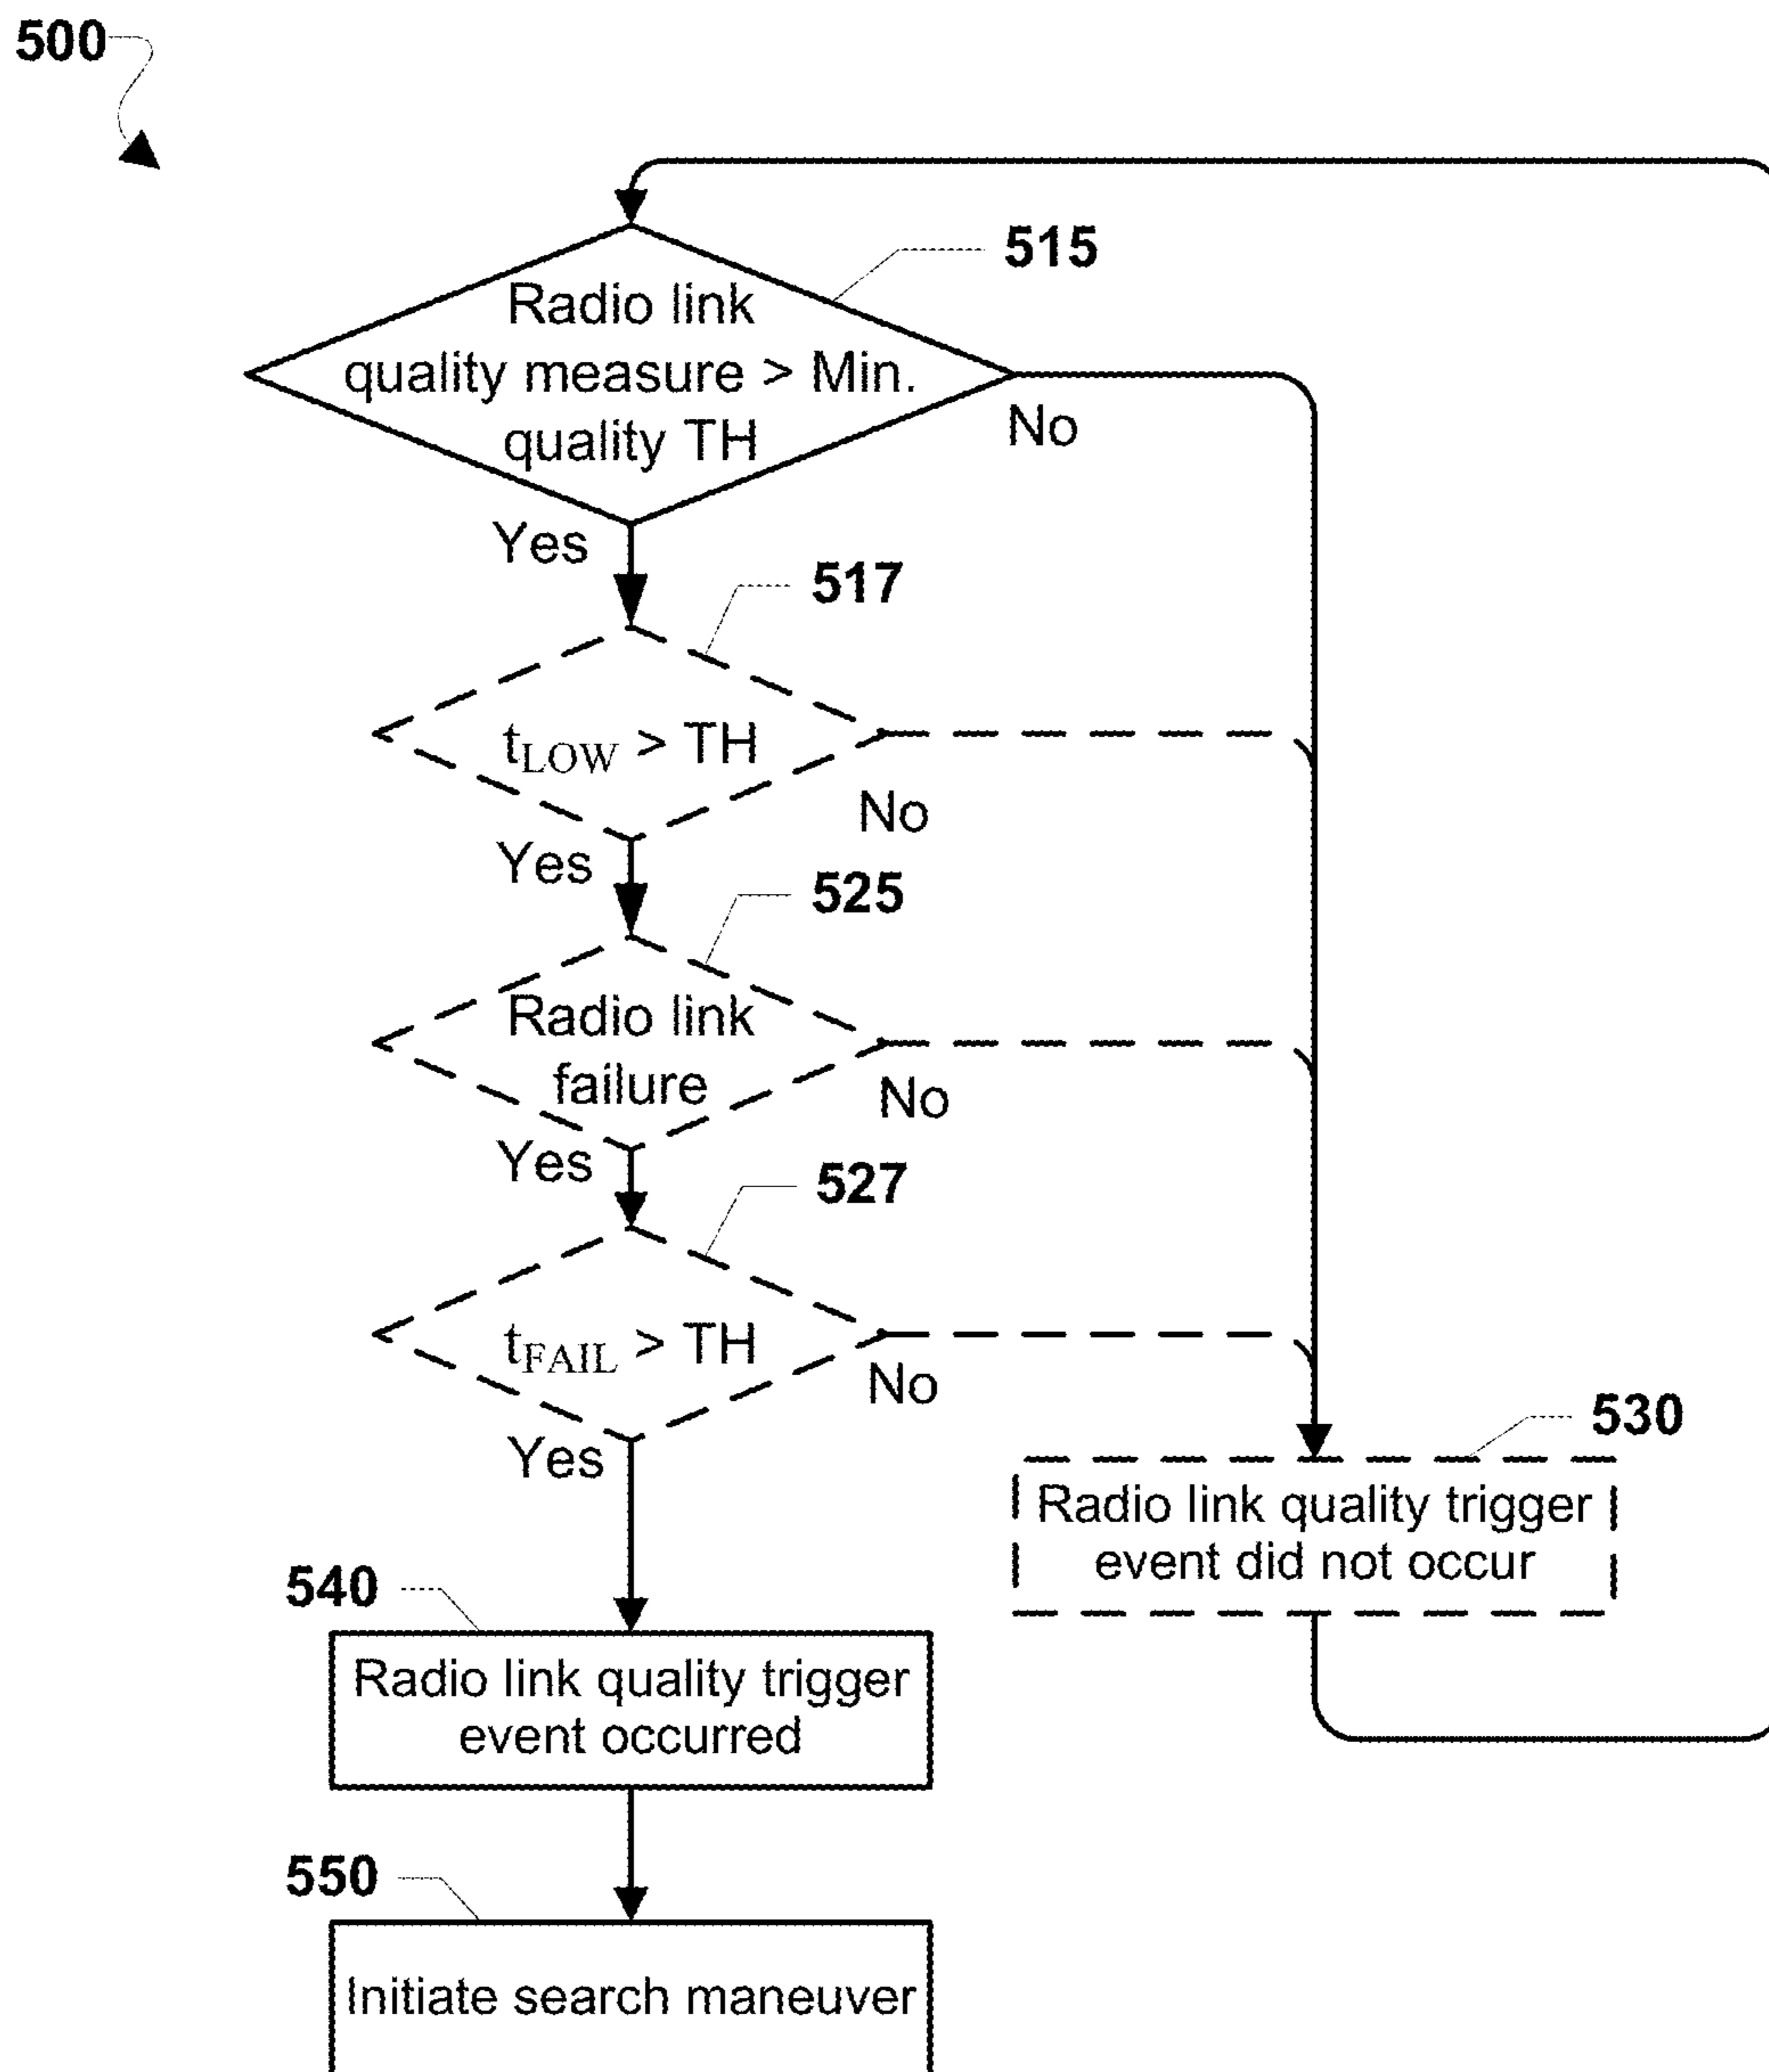 500
515
Radio link
quality measure > Min.
quality TH
No
Yes
517
tLOW > TH
No
Yes
525
Radio link
failure
No
Yes
527
tFAIL > TH
No
Yes
530
Radio link quality trigger
event did not occur
540
Radio link quality trigger
event occurred
550
Initiate search maneuver